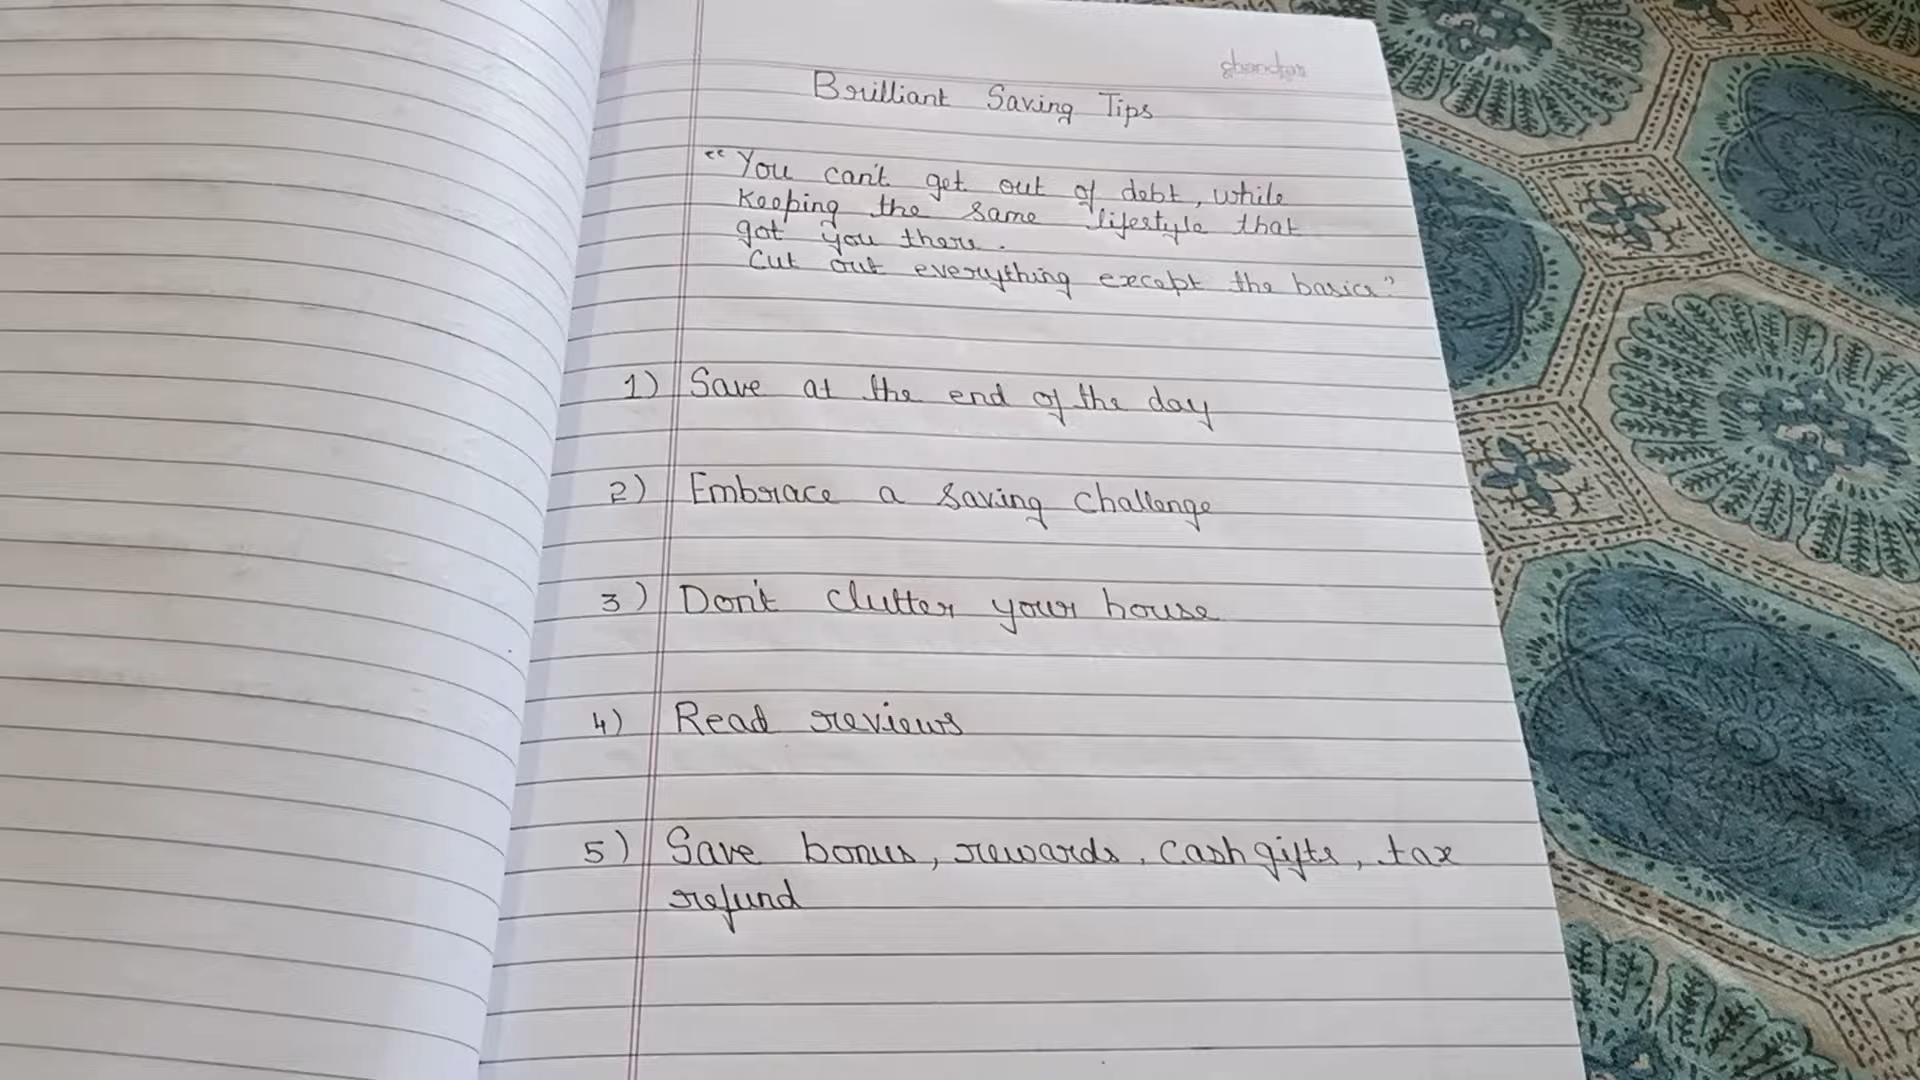 Brilliant Saving Tips
"You can't get out of debt, while
keeping the same lifestyle that
got you there.
Cut out everything except the basics"
1) Save at the end of the day
2) Embrace a saving challenge
3) Don't clutter your house
4) Read reviews
5) Save bonus, rewards, cash gifts, tax
refund